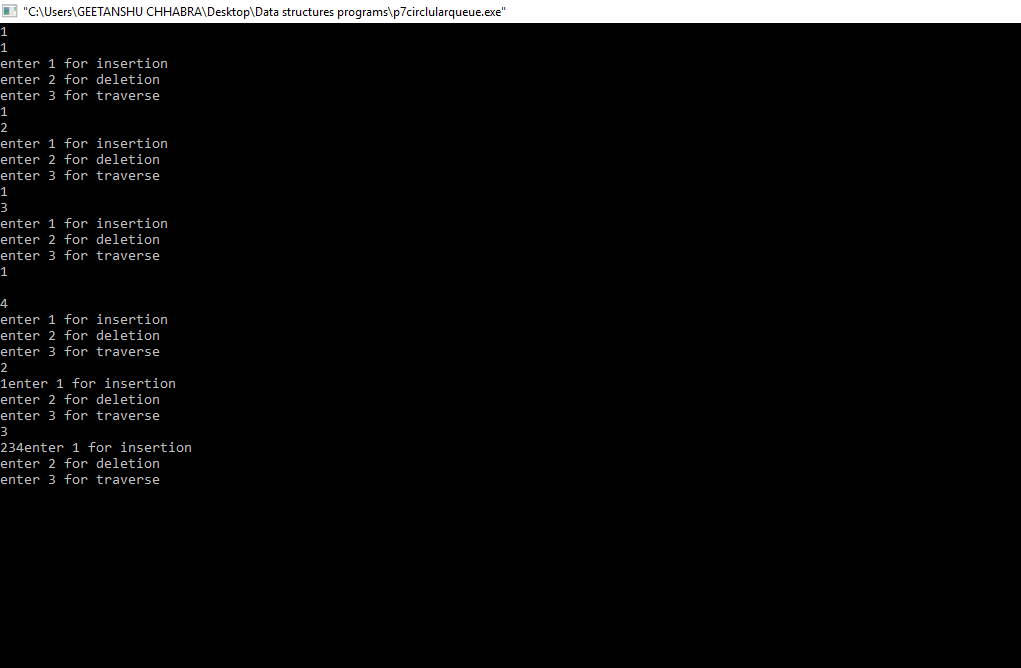 "C:\Users\GEETANSHU CHHABRA\Desktop\Data structures programs\p7circlularqueue.exe"
1
1
enter 1 for insertion
enter 2 for deletion
enter 3 for traverse
1
2
enter 1 for insertion
enter 2 for deletion
enter 3 for traverse
1
3
enter 1 for insertion
enter 2 for deletion
enter 3 for traverse
1
4
enter 1 for insertion
enter 2 for deletion
enter 3 for traverse
2
1enter 1 for insertion
enter 2 for deletion
enter 3 for traverse
3
234enter 1 for insertion
enter 2 for deletion
enter 3 for traverse